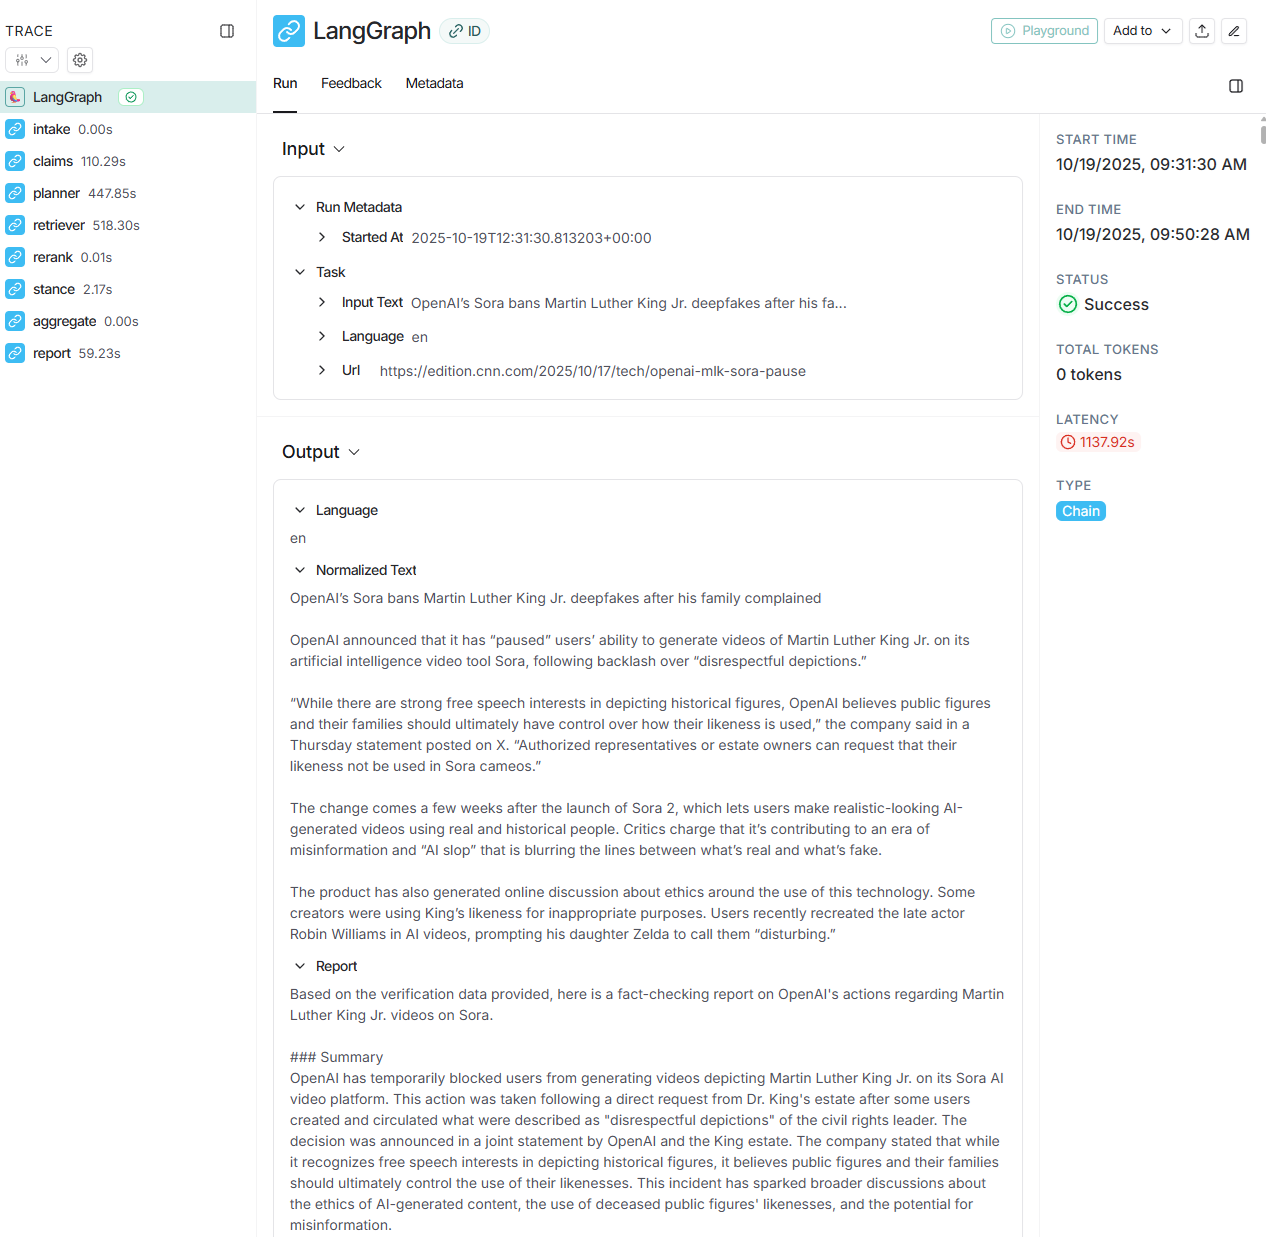 TRACE
LangGraph
intake 0.00s
claims 110.29s
planner 447.85s
retriever 518.30s
rerank 0.01s
stance 2.17s
aggregate 0.00s
report 59.23s
LangGraph
ID
Playground
Add to
Run
Feedback
Metadata
Input
Run Metadata
Started At 2025-10-19T12:31:30.813203+00:00
Task
Input Text OpenAI’s Sora bans Martin Luther King Jr. deepfakes after his fa...
Language en
Url https://edition.cnn.com/2025/10/17/tech/openai-mlk-sora-pause
Output
Language
en
Normalized Text
OpenAI’s Sora bans Martin Luther King Jr. deepfakes after his family complained
OpenAI announced that it has “paused” users’ ability to generate videos of Martin Luther King Jr. on its
artificial intelligence video tool Sora, following backlash over “disrespectful depictions.”
“While there are strong free speech interests in depicting historical figures, OpenAI believes public figures
and their families should ultimately have control over how their likeness is used,” the company said in a
Thursday statement posted on X. “Authorized representatives or estate owners can request that their
likeness not be used in Sora cameos.”
The change comes a few weeks after the launch of Sora 2, which lets users make realistic-looking AI-
generated videos using real and historical people. Critics charge that it’s contributing to an era of
misinformation and “AI slop” that is blurring the lines between what’s real and what’s fake.
The product has also generated online discussion about ethics around the use of this technology. Some
creators were using King’s likeness for inappropriate purposes. Users recently recreated the late actor
Robin Williams in AI videos, prompting his daughter Zelda to call them “disturbing.”
Report
Based on the verification data provided, here is a fact-checking report on OpenAI's actions regarding Martin
Luther King Jr. videos on Sora.
### Summary
OpenAI has temporarily blocked users from generating videos depicting Martin Luther King Jr. on its Sora AI
video platform. This action was taken following a direct request from Dr. King's estate after some users
created and circulated what were described as "disrespectful depictions" of the civil rights leader. The
decision was announced in a joint statement by OpenAI and the King estate. The company stated that while
it recognizes free speech interests in depicting historical figures, it believes public figures and their families
should ultimately control the use of their likenesses. This incident has sparked broader discussions about
the ethics of AI-generated content, the use of deceased public figures' likenesses, and the potential for
misinformation.
START TIME
10/19/2025, 09:31:30 AM
END TIME
10/19/2025, 09:50:28 AM
STATUS
Success
TOTAL TOKENS
0 tokens
LATENCY
1137.92s
TYPE
Chain